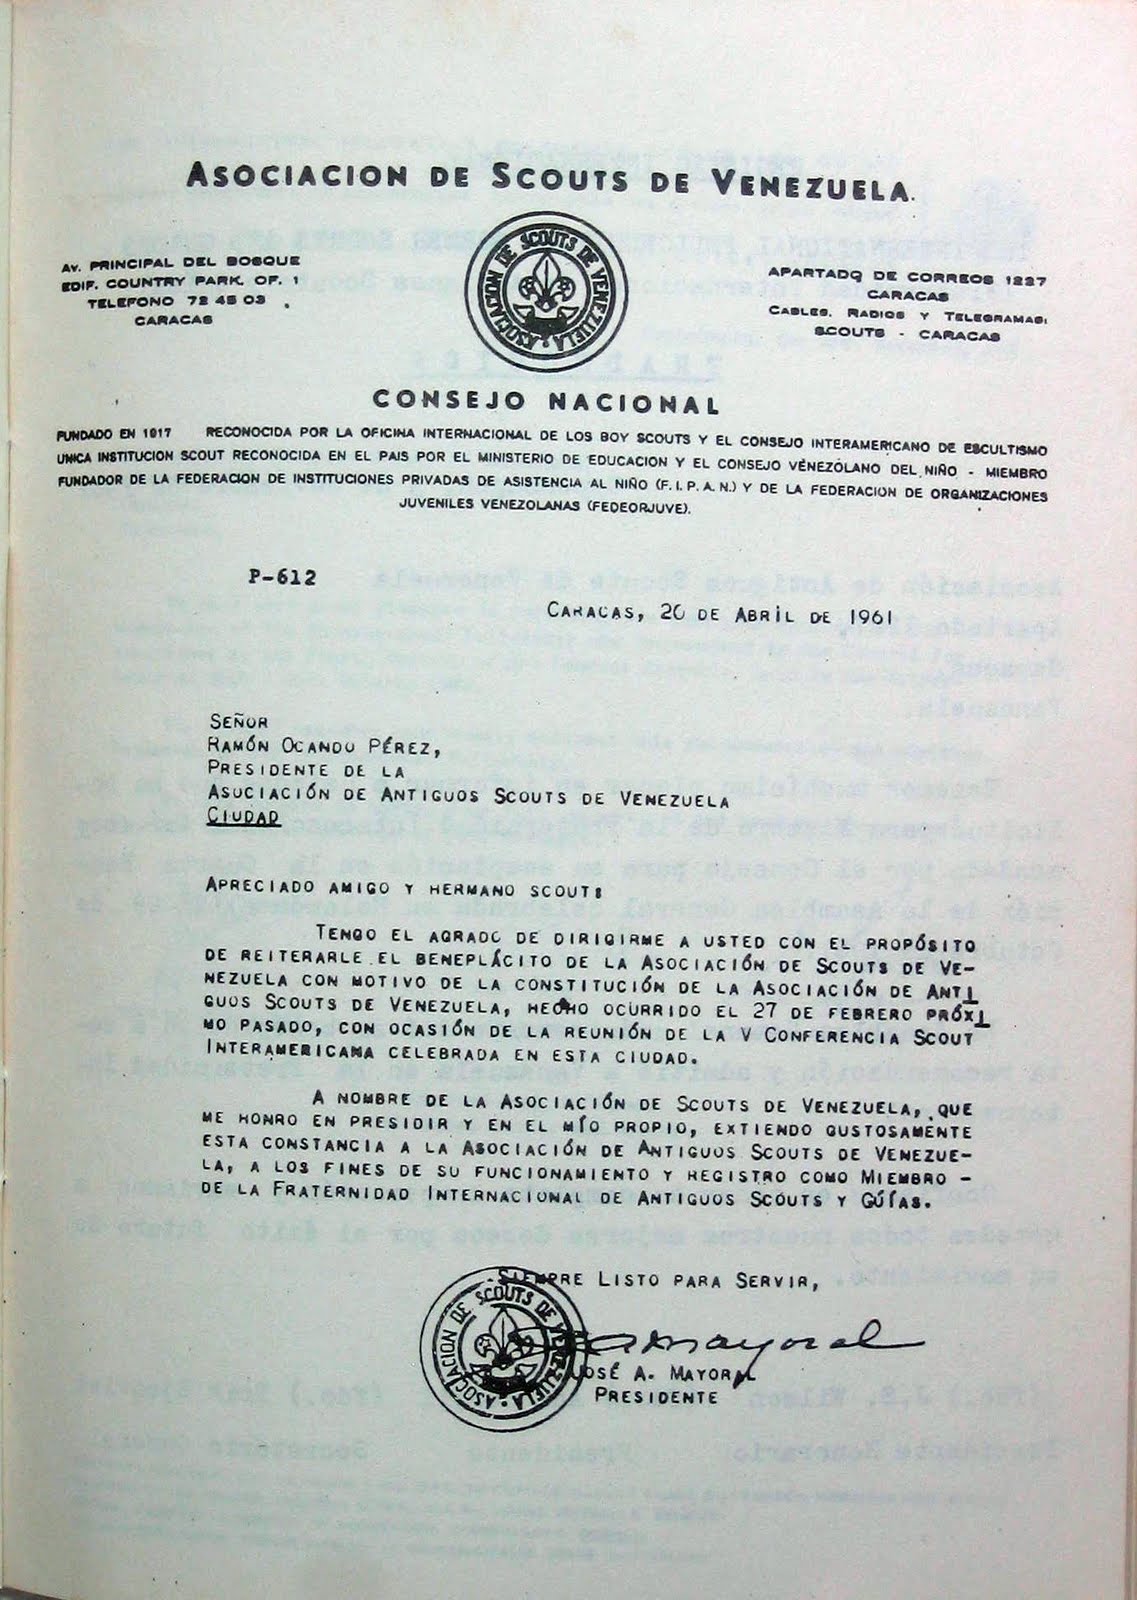 ASOCIACION DE SCOUTS DE VENEZUELA.
AV. PRINCIPAL DEL BOSQUE
EDIF. COUNTRY PARK. OF. 1
TELEFONO 72 45 03
CARACAS
ASOCIACION DE SCOUTS DE VENEZUELA
APARTADO DE CORREOS 1227
CARACAS
CABLES, RADIOS Y TELEGRAMAS:
SCOUTS - CARACAS
CONSEJO NACIONAL
FUNDADO EN 1917 RECONOCIDA POR LA OFICINA INTERNACIONAL DE LOS BOY SCOUTS Y EL CONSEJO INTERAMERICANO DE ESCULTISMO
UNICA INSTITUCION SCOUT RECONOCIDA EN EL PAIS POR EL MINISTERIO DE EDUCACION Y EL CONSEJO VENEZOLANO DEL NIÑO - MIEMBRO
FUNDADOR DE LA FEDERACION DE INSTITUCIONES PRIVADAS DE ASISTENCIA AL NIÑO (F.I.P.A.N.) Y DE LA FEDERACION DE ORGANIZACIONES
JUVENILES VENEZOLANAS (FEDEORJUVE).
P-612
CARACAS, 20 DE ABRIL DE 1961
SEÑOR
RAMÓN OCANDO PÉREZ,
PRESIDENTE DE LA
ASOCIACIÓN DE ANTIGUOS SCOUTS DE VENEZUELA
CIUDAD
APRECIADO AMIGO Y HERMANO SCOUT:
TENGO EL AGRADO DE DIRIGIRME A USTED CON EL PROPÓSITO
DE REITERARLE EL BENEPLÁCITO DE LA ASOCIACIÓN DE SCOUTS DE VE-
NEZUELA CON MOTIVO DE LA CONSTITUCIÓN DE LA ASOCIACIÓN DE ANTI
GUOS SCOUTS DE VENEZUELA, HECHO OCURRIDO EL 27 DE FEBRERO PRÓXI
MO PASADO, CON OCASIÓN DE LA REUNIÓN DE LA V CONFERENCIA SCOUT
INTERAMERICANA CELEBRADA EN ESTA CIUDAD.
A NOMBRE DE LA ASOCIACIÓN DE SCOUTS DE VENEZUELA, QUE
ME HONRO EN PRESIDIR Y EN EL MÍO PROPIO, EXTIENDO GUSTOSAMENTE
ESTA CONSTANCIA A LA ASOCIACIÓN DE ANTIGUOS SCOUTS DE VENEZUE-
LA, A LOS FINES DE SU FUNCIONAMIENTO Y REGISTRO COMO MIEMBRO -
DE LA FRATERNIDAD INTERNACIONAL DE ANTIGUOS SCOUTS Y GUÍAS.
SIEMPRE LISTO PARA SERVIR,
ASOCIACION DE SCOUTS DE VENEZUELA
JOSÉ A. MAYORAL
PRESIDENTE